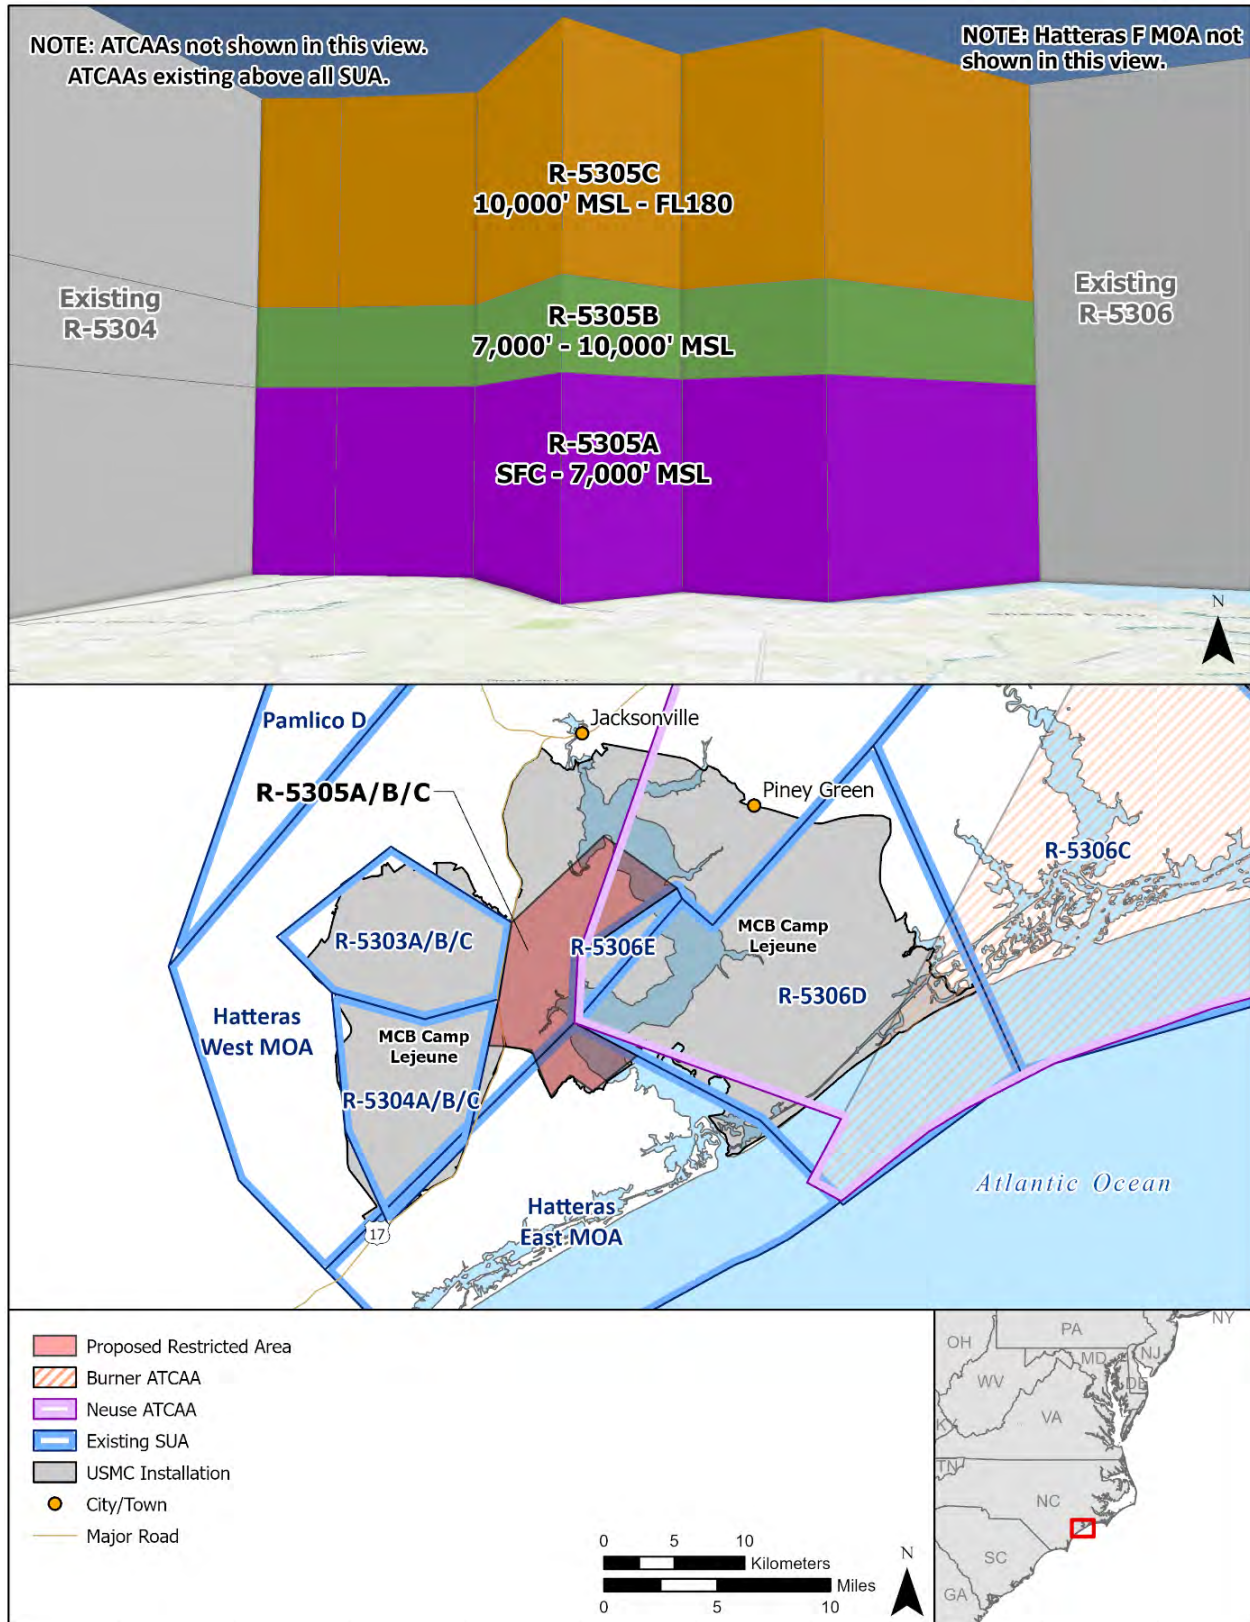 NOTE: ATCAAs not shown in this view.
ATCAAs existing above all SUA.
NOTE: Hatteras F MOA not
shown in this view.
R-5305C
10,000' MSL - FL180
Existing
R-5304
R-5305B
7,000' - 10,000' MSL
Existing
R-5306
R-5305A
SFC - 7,000' MSL
N
Pamlico D
Jacksonville
R-5305A/B/C
Piney Green
R-5306C
R-5303A/B/C
R-5306E
MCB Camp
Lejeune
R-5306D
Hatteras
West MOA
MCB Camp
Lejeune
R-5304A/B/C
Atlantic Ocean
Hatteras
East MOA
17
Proposed Restricted Area
Burner ATCAA
Neuse ATCAA
Existing SUA
USMC Installation
City/Town
Major Road
0 5 10
Kilometers
Miles
0 5 10
N
NY
PA
OH
NJ
MD
DE
WV
VA
KY
TN
NC
SC
GA